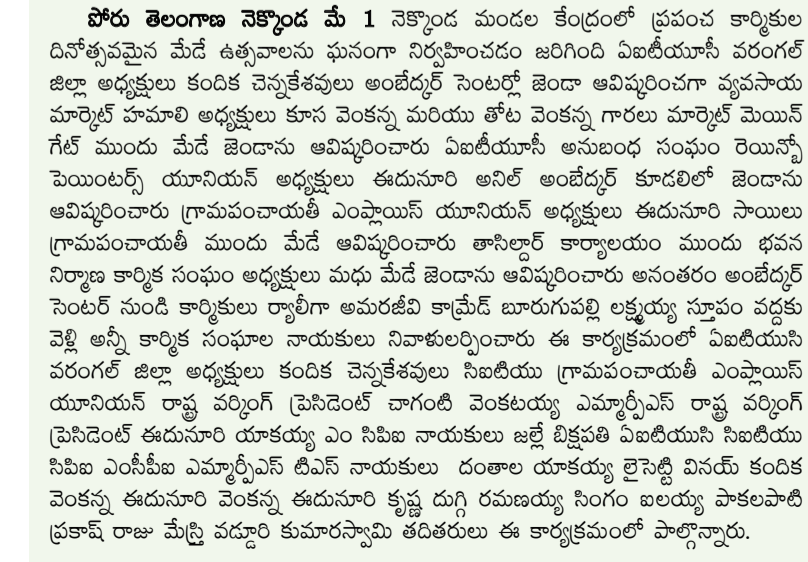 పోరు తెలంగాణ నెక్కొండ మే 1 నెక్కొండ మండల కేంద్రంలో ప్రపంచ కార్మికుల
దినోత్సవమైన మేడే ఉత్సవాలను ఘనంగా నిర్వహించడం జరిగింది ఏఐటీయూసీ వరంగల్
జిల్లా అధ్యక్షులు కందిక చెన్నకేశవులు అంబేద్కర్ సెంటర్లో జెండా ఆవిష్కరించగా వ్యవసాయ
మార్కెట్ హమాలి అధ్యక్షులు కూస వెంకన్న మరియు తోట వెంకన్న గారలు మార్కెట్ మెయిన్
గేట్ ముందు మేడే జెండాను ఆవిష్కరించారు ఏఐటీయూసీ అనుబంధ సంఘం రెయిన్బో
పెయింటర్స్ యూనియన్ అధ్యక్షులు ఈదునూరి అనిల్ అంబేద్కర్ కూడలిలో జెండాను
ఆవిష్కరించారు గ్రామపంచాయతీ ఎంప్లాయిస్ యూనియన్ అధ్యక్షులు ఈదునూరి సాయిలు
గ్రామపంచాయతీ ముందు మేడే ఆవిష్కరించారు తాసిల్దార్ కార్యాలయం ముందు భవన
నిర్మాణ కార్మిక సంఘం అధ్యక్షులు మధు మేడే జెండాను ఆవిష్కరించారు అనంతరం అంబేద్కర్
సెంటర్ నుండి కార్మికులు ర్యాలీగా అమరజీవి కామ్రేడ్ బూరుగుపల్లి లక్ష్మయ్య స్తూపం వద్దకు
వెళ్లి అన్నీ కార్మిక సంఘాల నాయకులు నివాళులర్పించారు ఈ కార్యక్రమంలో ఏఐటియుసి
వరంగల్ జిల్లా అధ్యక్షులు కందిక చెన్నకేశవులు సిఐటియు గ్రామపంచాయతీ ఎంప్లాయిస్
యూనియన్ రాష్ట్ర వర్కింగ్ ప్రెసిడెంట్ చాగంటి వెంకటయ్య ఎమ్మార్పీఎస్ రాష్ట్ర వర్కింగ్
ప్రెసిడెంట్ ఈదునూరి యాకయ్య ఎం సిపిఐ నాయకులు జల్లే బిక్షపతి ఏఐటియుసి సిఐటియు
సిపిఐ ఎంసీపీఐ ఎమ్మార్పీఎస్ టిఎస్ నాయకులు దంతాల యాకయ్య లైసెట్టి వినయ్ కందిక
వెంకన్న ఈదునూరి వెంకన్న ఈదునూరి కృష్ణ దుగ్గి రమణయ్య సింగం ఐలయ్య పాకలపాటి
ప్రకాష్ రాజు మేస్త్రి వడ్డూరి కుమారస్వామి తదితరులు ఈ కార్యక్రమంలో పాల్గొన్నారు.